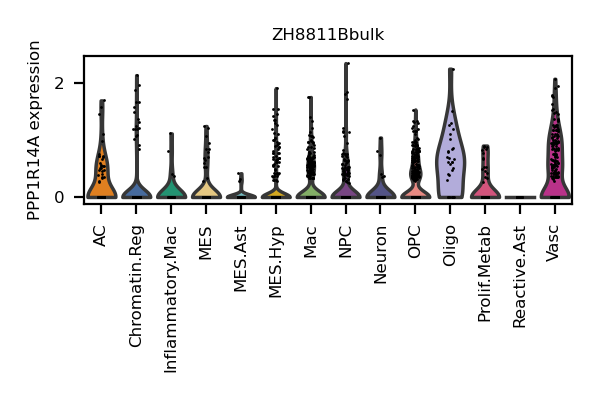 ZH8811Bbulk
PPP1R14A expression
2
0
AC
Chromatin.Reg
Inflammatory.Mac
MES
MES.Ast
MES.Hyp
Mac
NPC
Neuron
OPC
Oligo
Prolif.Metab
Reactive.Ast
Vasc